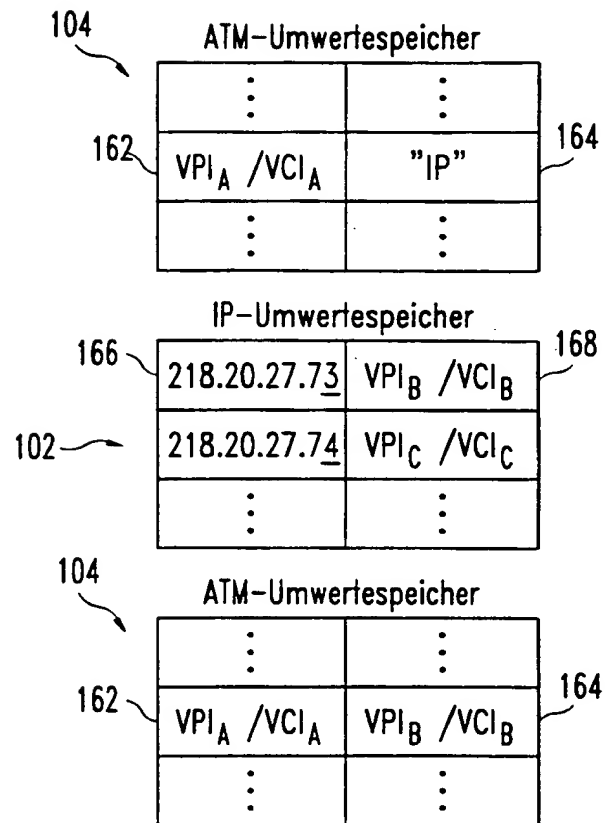 104
ATM-Umwertespeicher
162 VPI_A /VCI_A "IP" 164
IP-Umwertespeicher
166 218.20.27.73 VPI_B /VCI_B 168
102 218.20.27.74 VPI_C /VCI_C
104
ATM-Umwertespeicher
162 VPI_A /VCI_A VPI_B /VCI_B 164